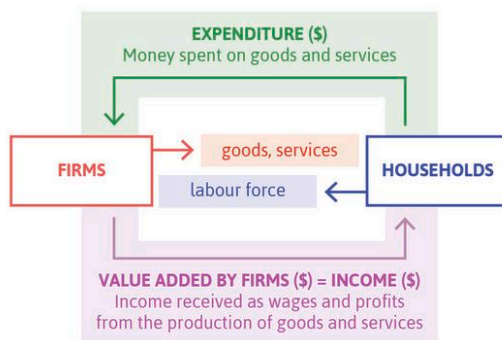 EXPENDITURE ($)
Money spent on goods and services
FIRMS
goods, services
labour force
HOUSEHOLDS
VALUE ADDED BY FIRMS ($) = INCOME ($)
Income received as wages and profits
from the production of goods and services